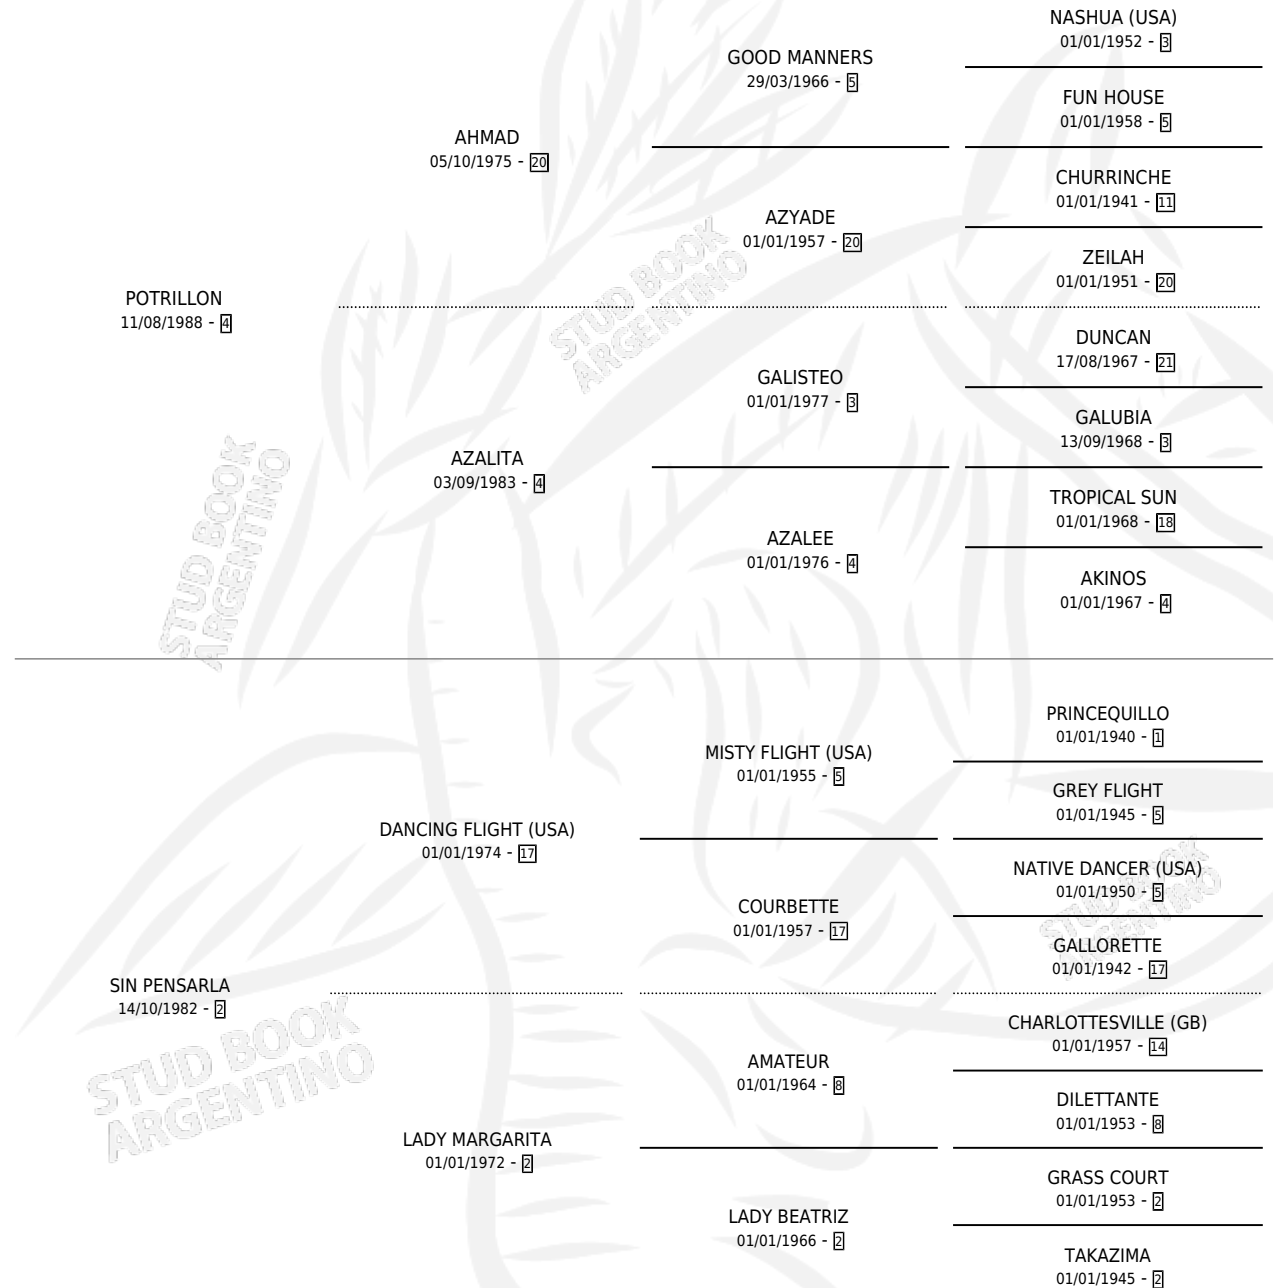 NASHUA (USA)
01/01/1952 - 3
GOOD MANNERS
29/03/1966 - 5
FUN HOUSE
01/01/1958 - 5
AHMAD
05/10/1975 - 20
CHURRINCHE
01/01/1941 - 11
AZYADE
01/01/1957 - 20
ZEILAH
01/01/1951 - 20
POTRILLON
11/08/1988 - 4
DUNCAN
17/08/1967 - 21
GALISTEO
01/01/1977 - 3
GALUBIA
13/09/1968 - 3
AZALITA
03/09/1983 - 4
TROPICAL SUN
01/01/1968 - 18
AZALEE
01/01/1976 - 4
AKINOS
01/01/1967 - 4
STUD BOOK
ARGENTINO
STUD BOOK
ARGENTINO
PRINCEQUILLO
01/01/1940 - 1
MISTY FLIGHT (USA)
01/01/1955 - 5
GREY FLIGHT
01/01/1945 - 5
DANCING FLIGHT (USA)
01/01/1974 - 17
NATIVE DANCER (USA)
01/01/1950 - 5
COURBETTE
01/01/1957 - 17
GALLORETTE
01/01/1942 - 17
SIN PENSARLA
14/10/1982 - 2
CHARLOTTESVILLE (GB)
01/01/1957 - 14
AMATEUR
01/01/1964 - 8
DILETTANTE
01/01/1953 - 8
LADY MARGARITA
01/01/1972 - 2
GRASS COURT
01/01/1953 - 2
LADY BEATRIZ
01/01/1966 - 2
TAKAZIMA
01/01/1945 - 2
STUD BOOK
ARGENTINO
STUD BOOK
ARGENTINO